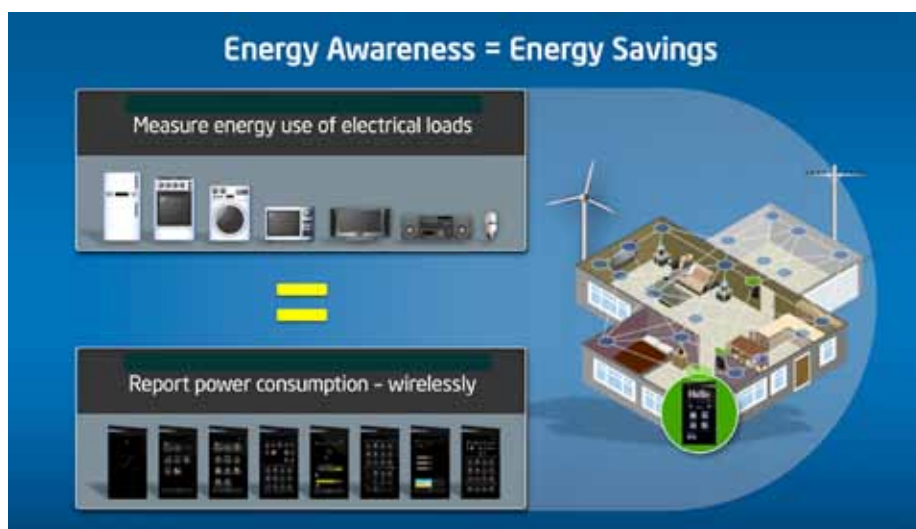 Energy Awareness = Energy Savings
Measure energy use of electrical loads
Report power consumption – wirelessly
Hello